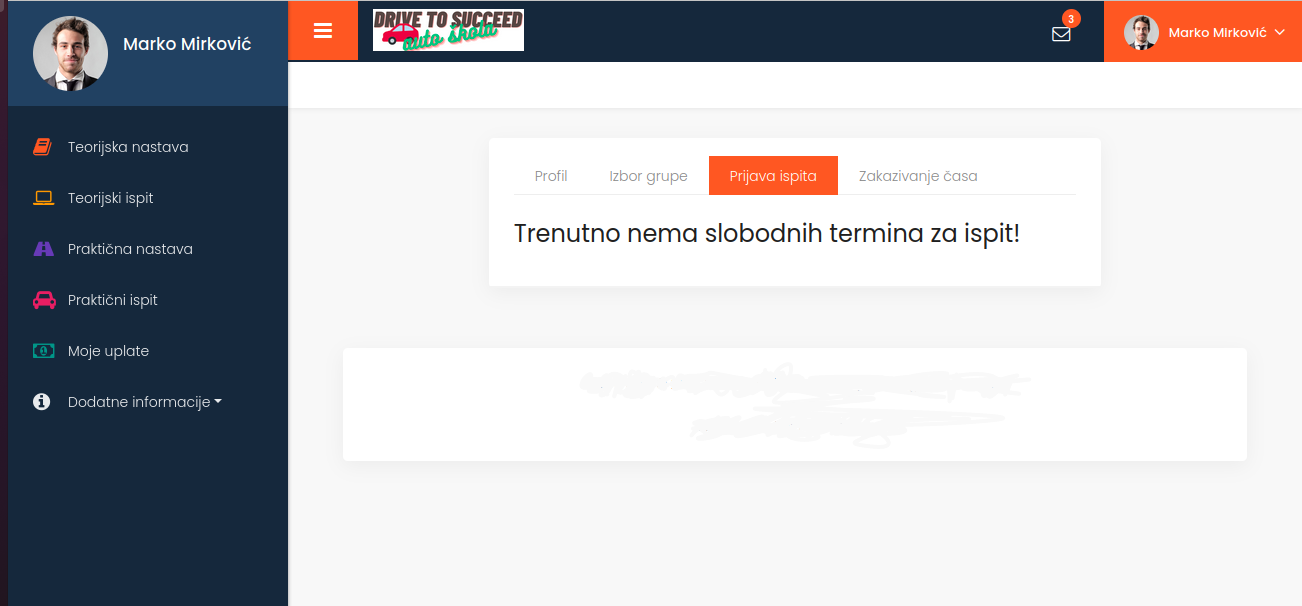 Marko Mirković
DRIVE TO SUCCEED
auto škola
3
Marko Mirković
Teorijska nastava
Teorijski ispit
Praktična nastava
Praktični ispit
Moje uplate
Dodatne informacije
Profil
Izbor grupe
Prijava ispita
Zakazivanje časa
Trenutno nema slobodnih termina za ispit!